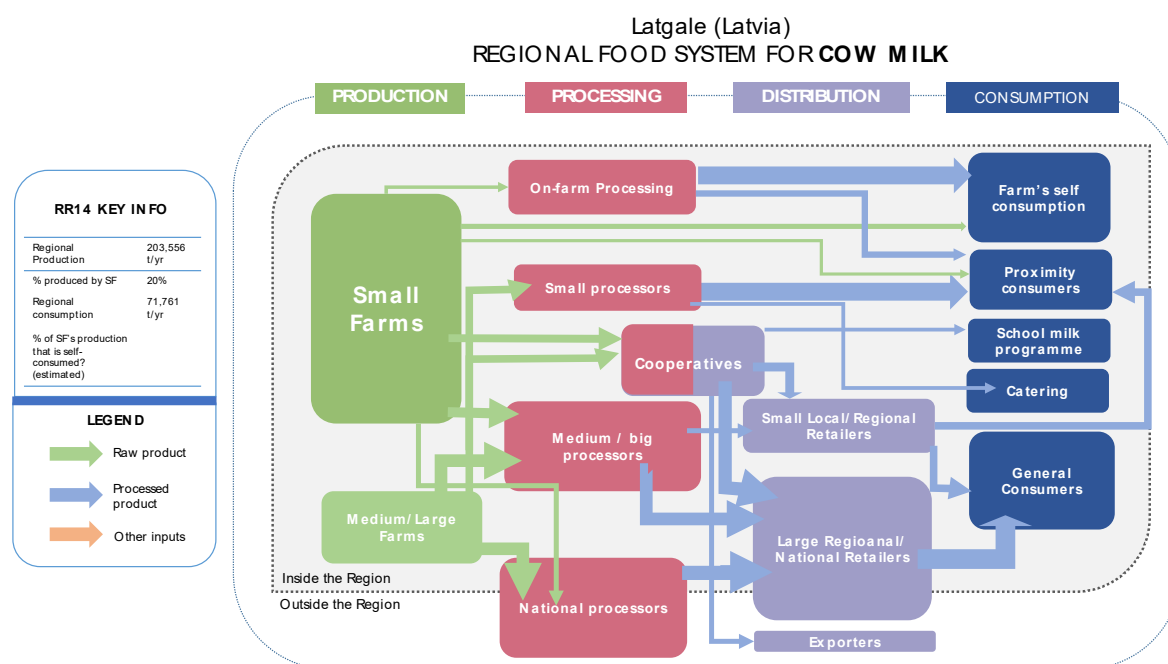 Latgale (Latvia)
REGIONAL FOOD SYSTEM FOR COW MILK
PRODUCTION
PROCESSING
DISTRIBUTION
CONSUMPTION
RR14 KEY INFO
Regional
Production
203,556
t/yr
% produced by SF
20%
Regional
consumption
71,761
t/yr
% of SF's production
that is self-
consumed?
(estimated)
LEGEND
Raw product
Processed
product
Other inputs
Small
Farms
Medium/Large
Farms
On-farm Processing
Small processors
Cooperatives
Medium / big
processors
National processors
Small Local/ Regional
Retailers
Large Regioanal/
National Retailers
Exporters
Farm's self
consumption
Proximity
consumers
School milk
programme
Catering
General
Consumers
Inside the Region
Outside the Region